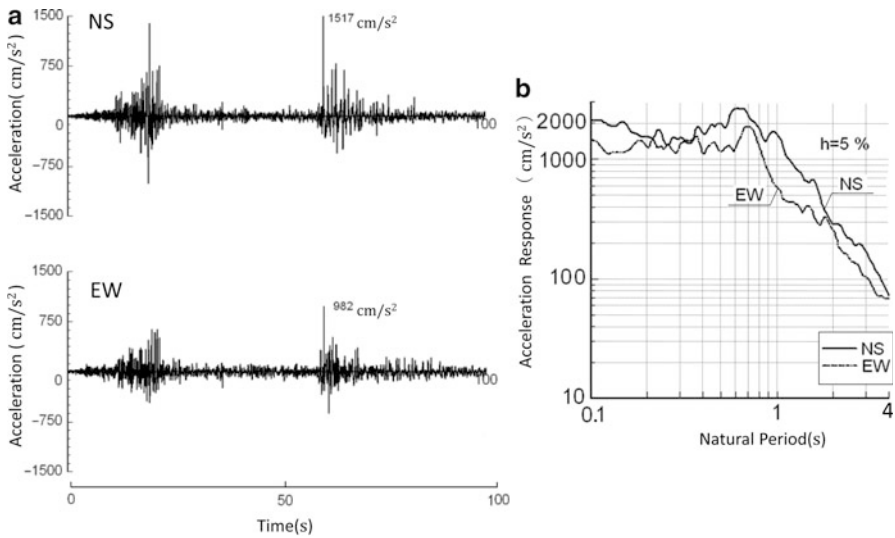 a
NS
1517 cm/s²
Acceleration( cm/s²)
1500
750
0
−750
−1500
100
EW
982 cm/s²
Acceleration ( cm/s²)
1500
750
0
−750
−1500
100
0
50
100
Time(s)
b
Acceleration Response ( cm/s²)
2000
1000
100
10
h=5 %
NS
EW
NS
EW
0.1
1
4
Natural Period(s)